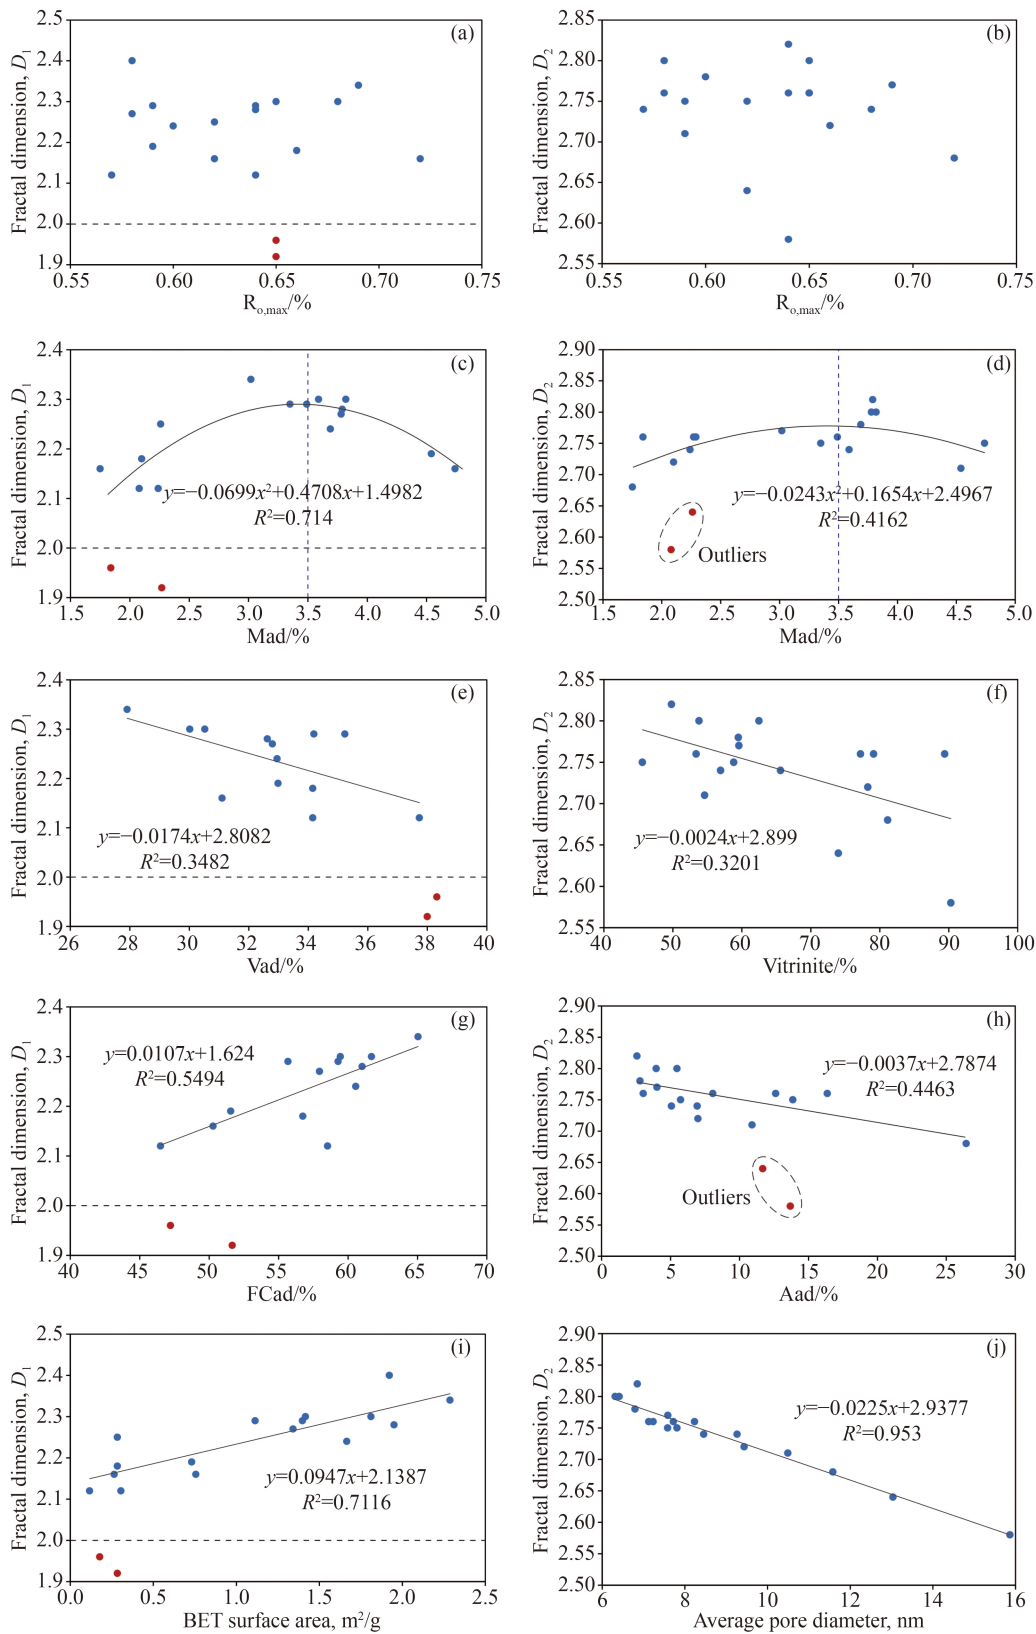 (a)
Fractal dimension, D₁
2.5
2.4
2.3
2.2
2.1
2.0
1.9
0.55
0.60
0.65
0.70
0.75
Rₒ,ₘₐₓ/%
(b)
Fractal dimension, D₂
2.85
2.80
2.75
2.70
2.65
2.60
2.55
0.55
0.60
0.65
0.70
0.75
Rₒ,ₘₐₓ/%
(c)
Fractal dimension, D₁
2.4
2.3
2.2
2.1
2.0
1.9
y=−0.0699x²+0.4708x+1.4982
R²=0.714
1.5
2.0
2.5
3.0
3.5
4.0
4.5
5.0
Mad/%
(d)
Fractal dimension, D₂
2.90
2.85
2.80
2.75
2.70
2.65
2.60
2.55
2.50
y=−0.0243x²+0.1654x+2.4967
R²=0.4162
Outliers
1.5
2.0
2.5
3.0
3.5
4.0
4.5
5.0
Mad/%
(e)
Fractal dimension, D₁
2.4
2.3
2.2
2.1
2.0
1.9
y=−0.0174x+2.8082
R²=0.3482
26
28
30
32
34
36
38
40
Vad/%
(f)
Fractal dimension, D₂
2.85
2.80
2.75
2.70
2.65
2.60
2.55
y=−0.0024x+2.899
R²=0.3201
40
50
60
70
80
90
100
Vitrinite/%
(g)
Fractal dimension, D₁
2.4
2.3
2.2
2.1
2.0
1.9
y=0.0107x+1.624
R²=0.5494
40
45
50
55
60
65
70
FCad/%
(h)
Fractal dimension, D₂
2.90
2.85
2.80
2.75
2.70
2.65
2.60
2.55
2.50
y=−0.0037x+2.7874
R²=0.4463
Outliers
0
5
10
15
20
25
30
Aad/%
(i)
Fractal dimension, D₁
2.5
2.4
2.3
2.2
2.1
2.0
1.9
y=0.0947x+2.1387
R²=0.7116
0.0
0.5
1.0
1.5
2.0
2.5
BET surface area, m²/g
(j)
Fractal dimension, D₂
2.90
2.85
2.80
2.75
2.70
2.65
2.60
2.55
2.50
y=−0.0225x+2.9377
R²=0.953
6
8
10
12
14
16
Average pore diameter, nm